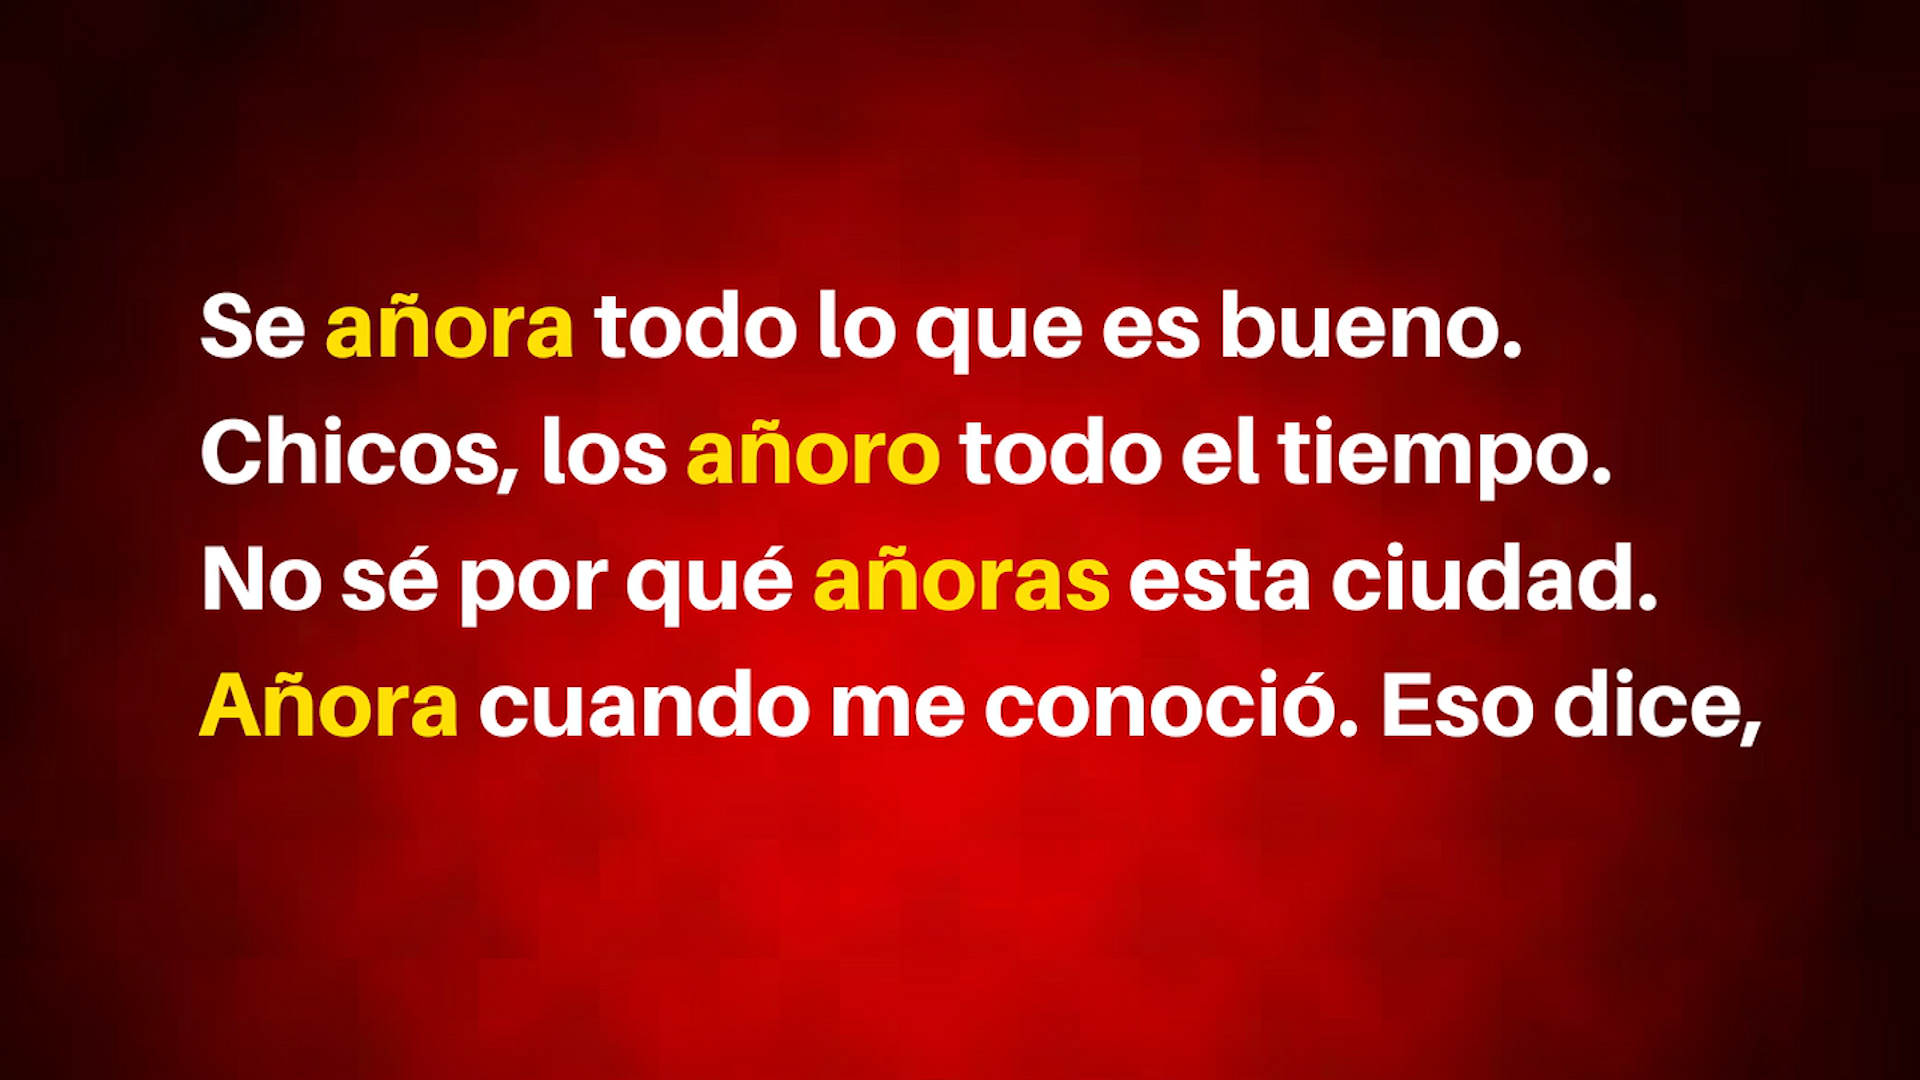 Se añora todo lo que es bueno.
Chicos, los añoro todo el tiempo.
No sé por qué añoras esta ciudad.
Añora cuando me conoció. Eso dice,